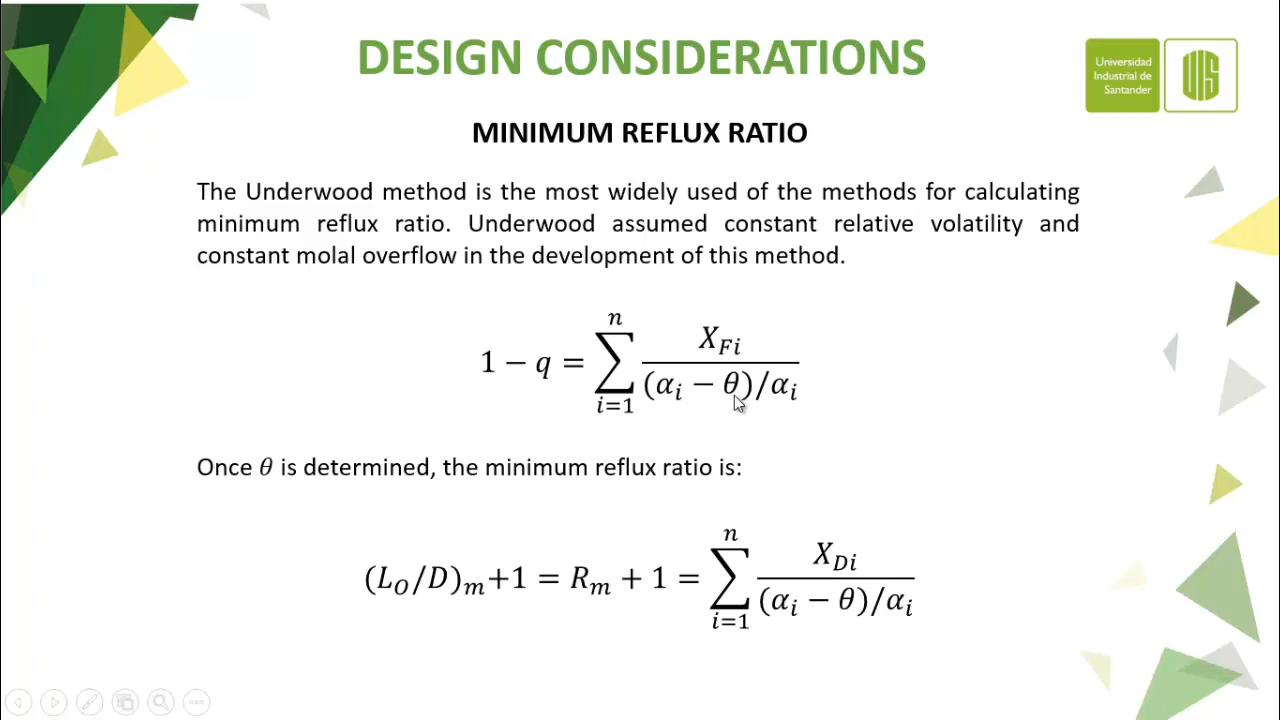 DESIGN CONSIDERATIONS
Universidad
Industrial de
Santander
UIS
MINIMUM REFLUX RATIO
The Underwood method is the most widely used of the methods for calculating
minimum reflux ratio. Underwood assumed constant relative volatility and
constant molal overflow in the development of this method.
1 − q = ∑_{i=1}^{n} X_{Fi} / ((α_i − θ)/α_i)
Once θ is determined, the minimum reflux ratio is:
(L_O/D)_m+1 = R_m + 1 = ∑_{i=1}^{n} X_{Di} / ((α_i − θ)/α_i)